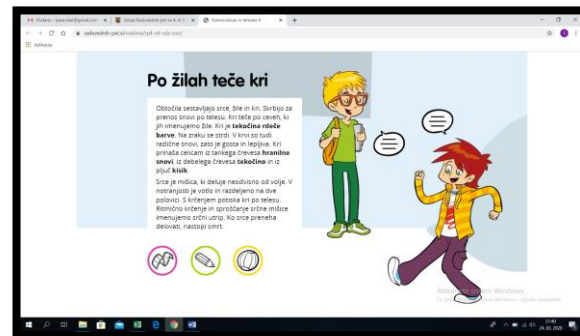 Po žilah teče kri
Obtočila sestavljajo srce, žile in kri. Skrbijo za
prenos snovi po telesu. Kri teče po ceveh, ki
jih imenujemo žile. Kri je tekočina rdeče
barve. Na zraku se strdi. V krvi so tudi
različne snovi, zato je gosta in lepljiva. Kri
prinaša celicam iz tankega črevesa hranilne
snovi, iz debelega črevesa tekočino in iz
pljuč kisik.
Srce je mišica, ki deluje neodvisno od volje. V
notranjosti je votlo in razdeljeno na dve
polovici. S krčenjem potiska kri po telesu.
Ritmično krčenje in sproščanje srčne mišice
imenujemo srčni utrip. Ko srce preneha
delovati, nastopi smrt.